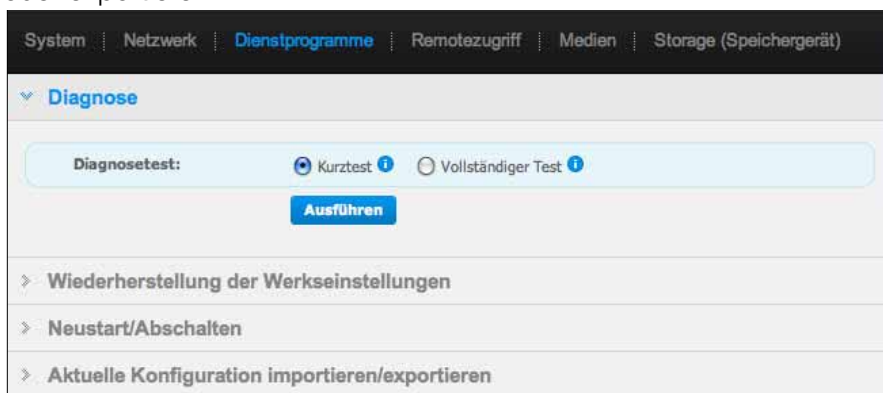 System Netzwerk Dienstprogramme Remotezugriff Medien Storage (Speichergerät)
Diagnose
Diagnosetest: Kurztest Vollständiger Test
Ausführen
Wiederherstellung der Werkseinstellungen
Neustart/Abschalten
Aktuelle Konfiguration importieren/exportieren